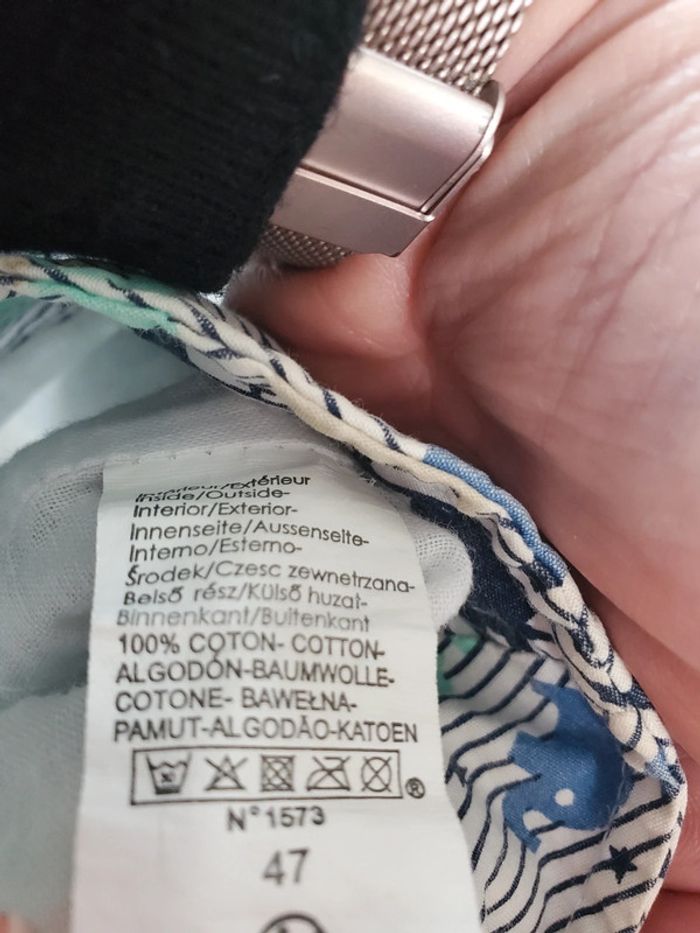 Extérieur
Inside/Outside-
Interior/Exterior-
Innenseite/Aussenseite-
Interno/Esterno-
Środek/Czesc zewnetrzana-
Belső rész/Külső huzat-
Binnenkant/Buitenkant
100% COTON- COTTON-
ALGODÓN-BAUMWOLLE-
COTONE- BAWEŁNA-
PAMUT-ALGODÃO-KATOEN
®
N°1573
47